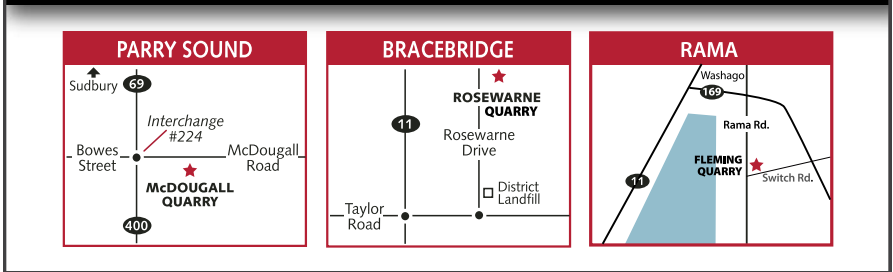 PARRY SOUND
Sudbury
69
Interchange
#224
Bowes
Street
McDougall
Road
McDOUGALL
QUARRY
400
BRACEBRIDGE
ROSEWARNE
QUARRY
11
Rosewarne
Drive
District
Landfill
Taylor
Road
RAMA
Washago
169
Rama Rd.
FLEMING
QUARRY
Switch Rd.
11